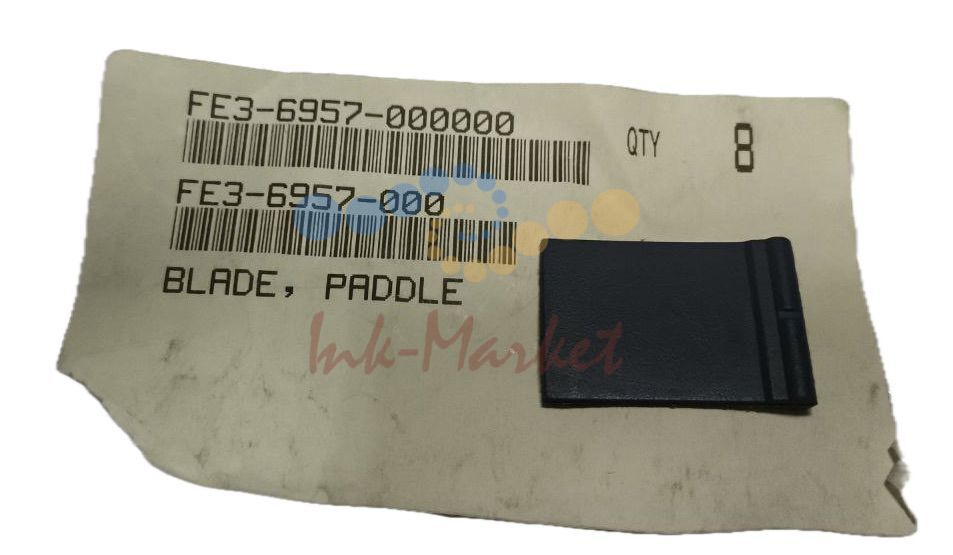 FE3-6957-000000
QTY 8
FE3-6957-000
BLADE, PADDLE
Ink-Market